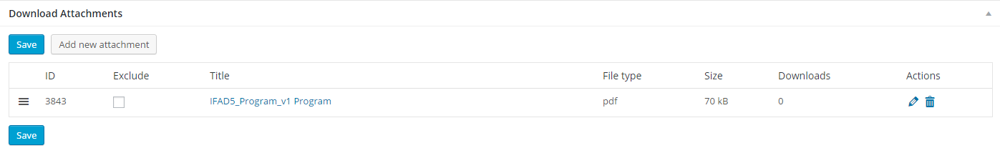 Download Attachments
Save Add new attachment
ID Exclude Title File type Size Downloads Actions
3843 IFAD5_Program_v1 Program pdf 70 kB 0
Save